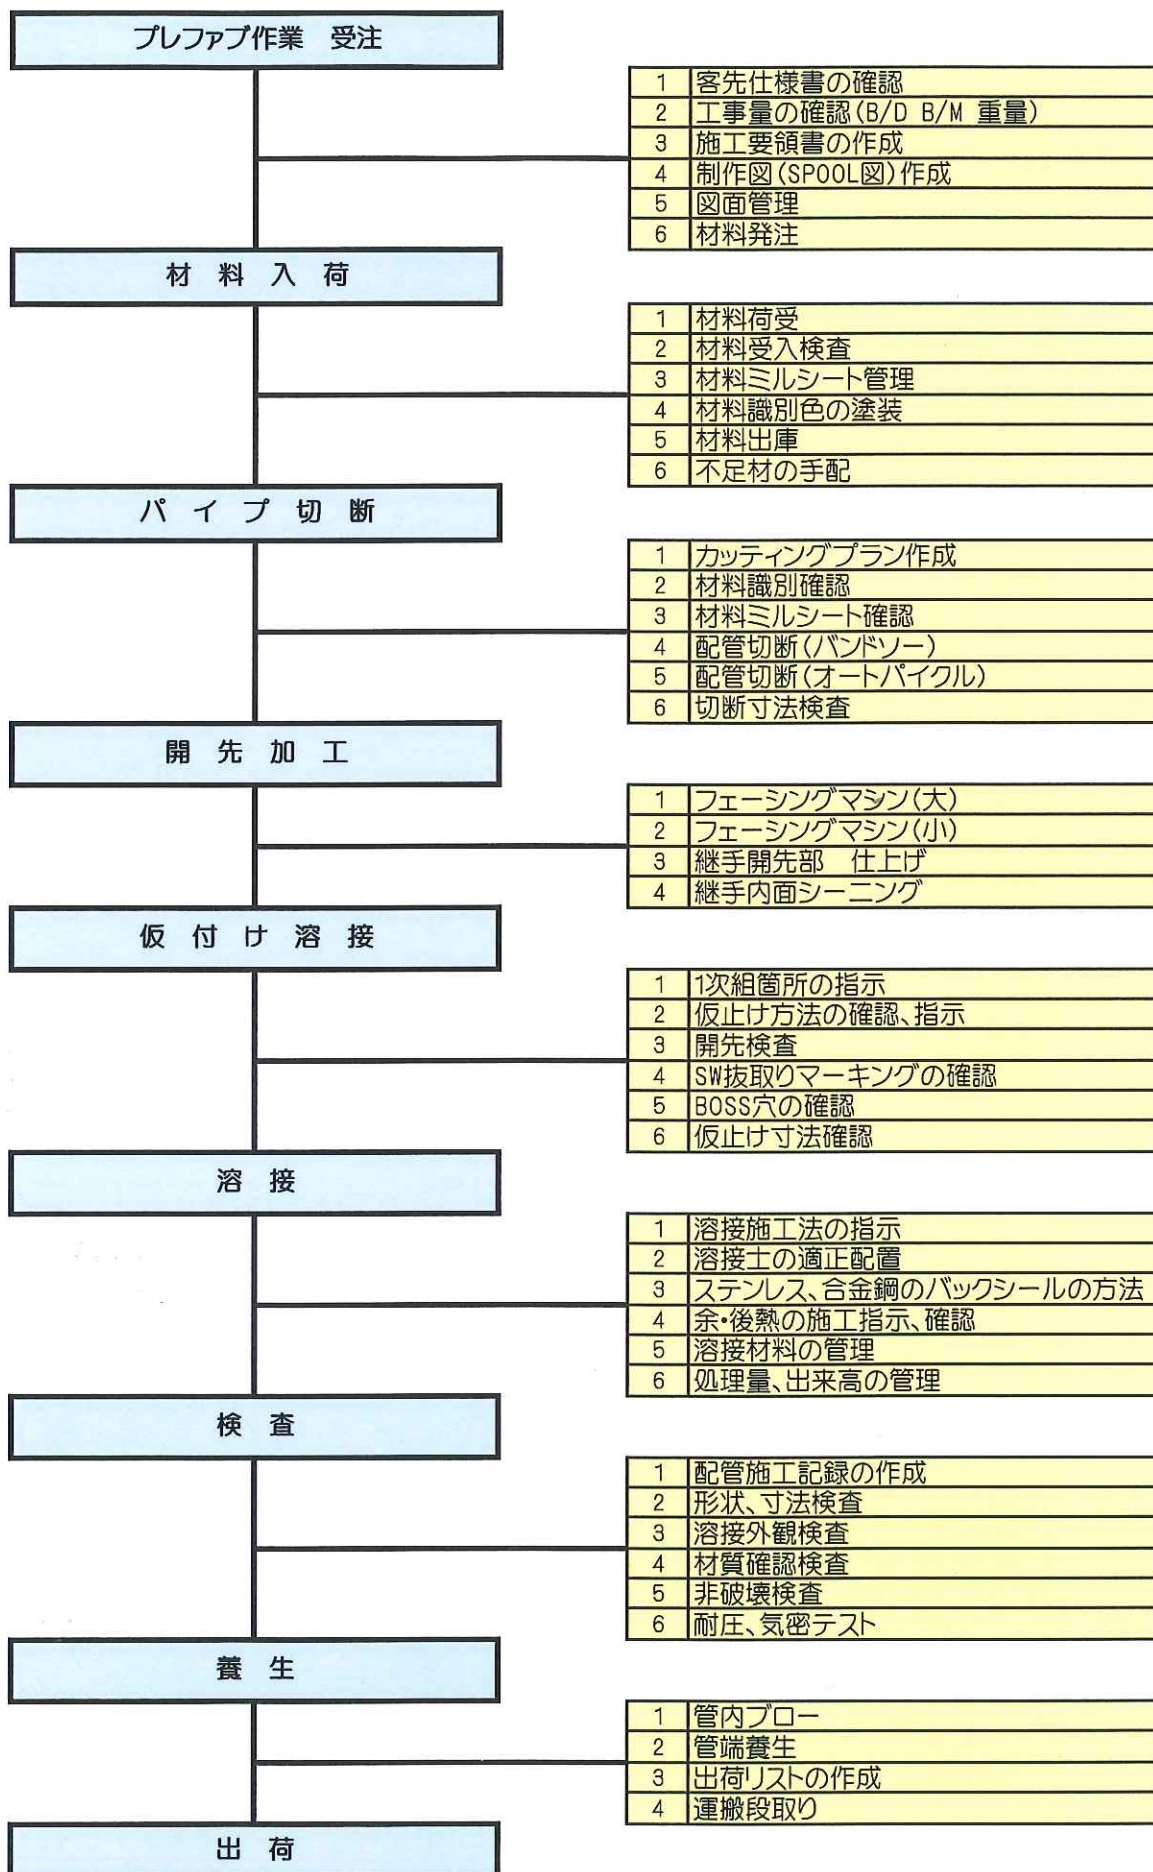 プレファブ作業 受注
1 客先仕様書の確認
2 工事量の確認(B/D B/M 重量)
3 施工要領書の作成
4 制作図(SPOOL図)作成
5 図面管理
6 材料発注
材 料 入 荷
1 材料荷受
2 材料受入検査
3 材料ミルシート管理
4 材料識別色の塗装
5 材料出庫
6 不足材の手配
パ イ プ 切 断
1 カッティングプラン作成
2 材料識別確認
3 材料ミルシート確認
4 配管切断(バンドソー)
5 配管切断(オートパイクル)
6 切断寸法検査
開 先 加 工
1 フェーシングマシン(大)
2 フェーシングマシン(小)
3 継手開先部 仕上げ
4 継手内面シーニング
仮 付 け 溶 接
1 1次組箇所の指示
2 仮止け方法の確認、指示
3 開先検査
4 SW抜取りマーキングの確認
5 BOSS穴の確認
6 仮止け寸法確認
溶 接
1 溶接施工法の指示
2 溶接士の適正配置
3 ステンレス、合金鋼のバックシールの方法
4 余・後熱の施工指示、確認
5 溶接材料の管理
6 処理量、出来高の管理
検 査
1 配管施工記録の作成
2 形状、寸法検査
3 溶接外観検査
4 材質確認検査
5 非破壊検査
6 耐圧、気密テスト
養 生
1 管内ブロー
2 管端養生
3 出荷リストの作成
4 運搬段取り
出 荷